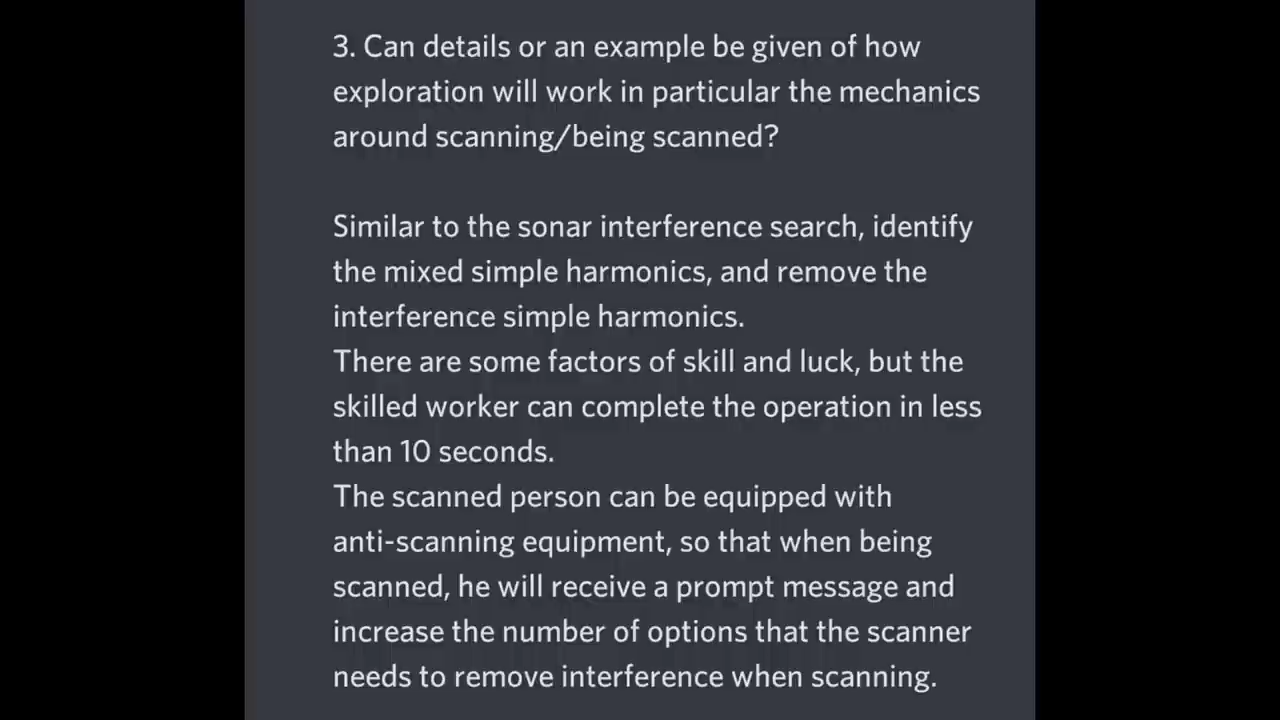 3. Can details or an example be given of how
exploration will work in particular the mechanics
around scanning/being scanned?
Similar to the sonar interference search, identify
the mixed simple harmonics, and remove the
interference simple harmonics.
There are some factors of skill and luck, but the
skilled worker can complete the operation in less
than 10 seconds.
The scanned person can be equipped with
anti-scanning equipment, so that when being
scanned, he will receive a prompt message and
increase the number of options that the scanner
needs to remove interference when scanning.